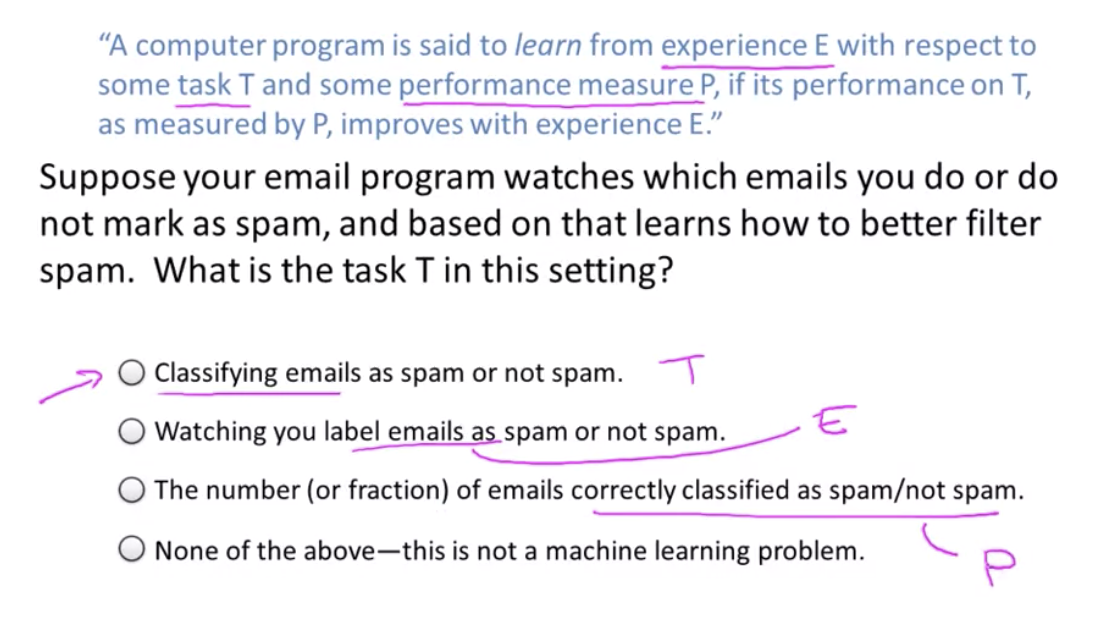 “A computer program is said to learn from experience E with respect to
some task T and some performance measure P, if its performance on T,
as measured by P, improves with experience E.”
Suppose your email program watches which emails you do or do
not mark as spam, and based on that learns how to better filter
spam.  What is the task T in this setting?
Classifying emails as spam or not spam. T
Watching you label emails as spam or not spam. E
The number (or fraction) of emails correctly classified as spam/not spam.
None of the above—this is not a machine learning problem. P